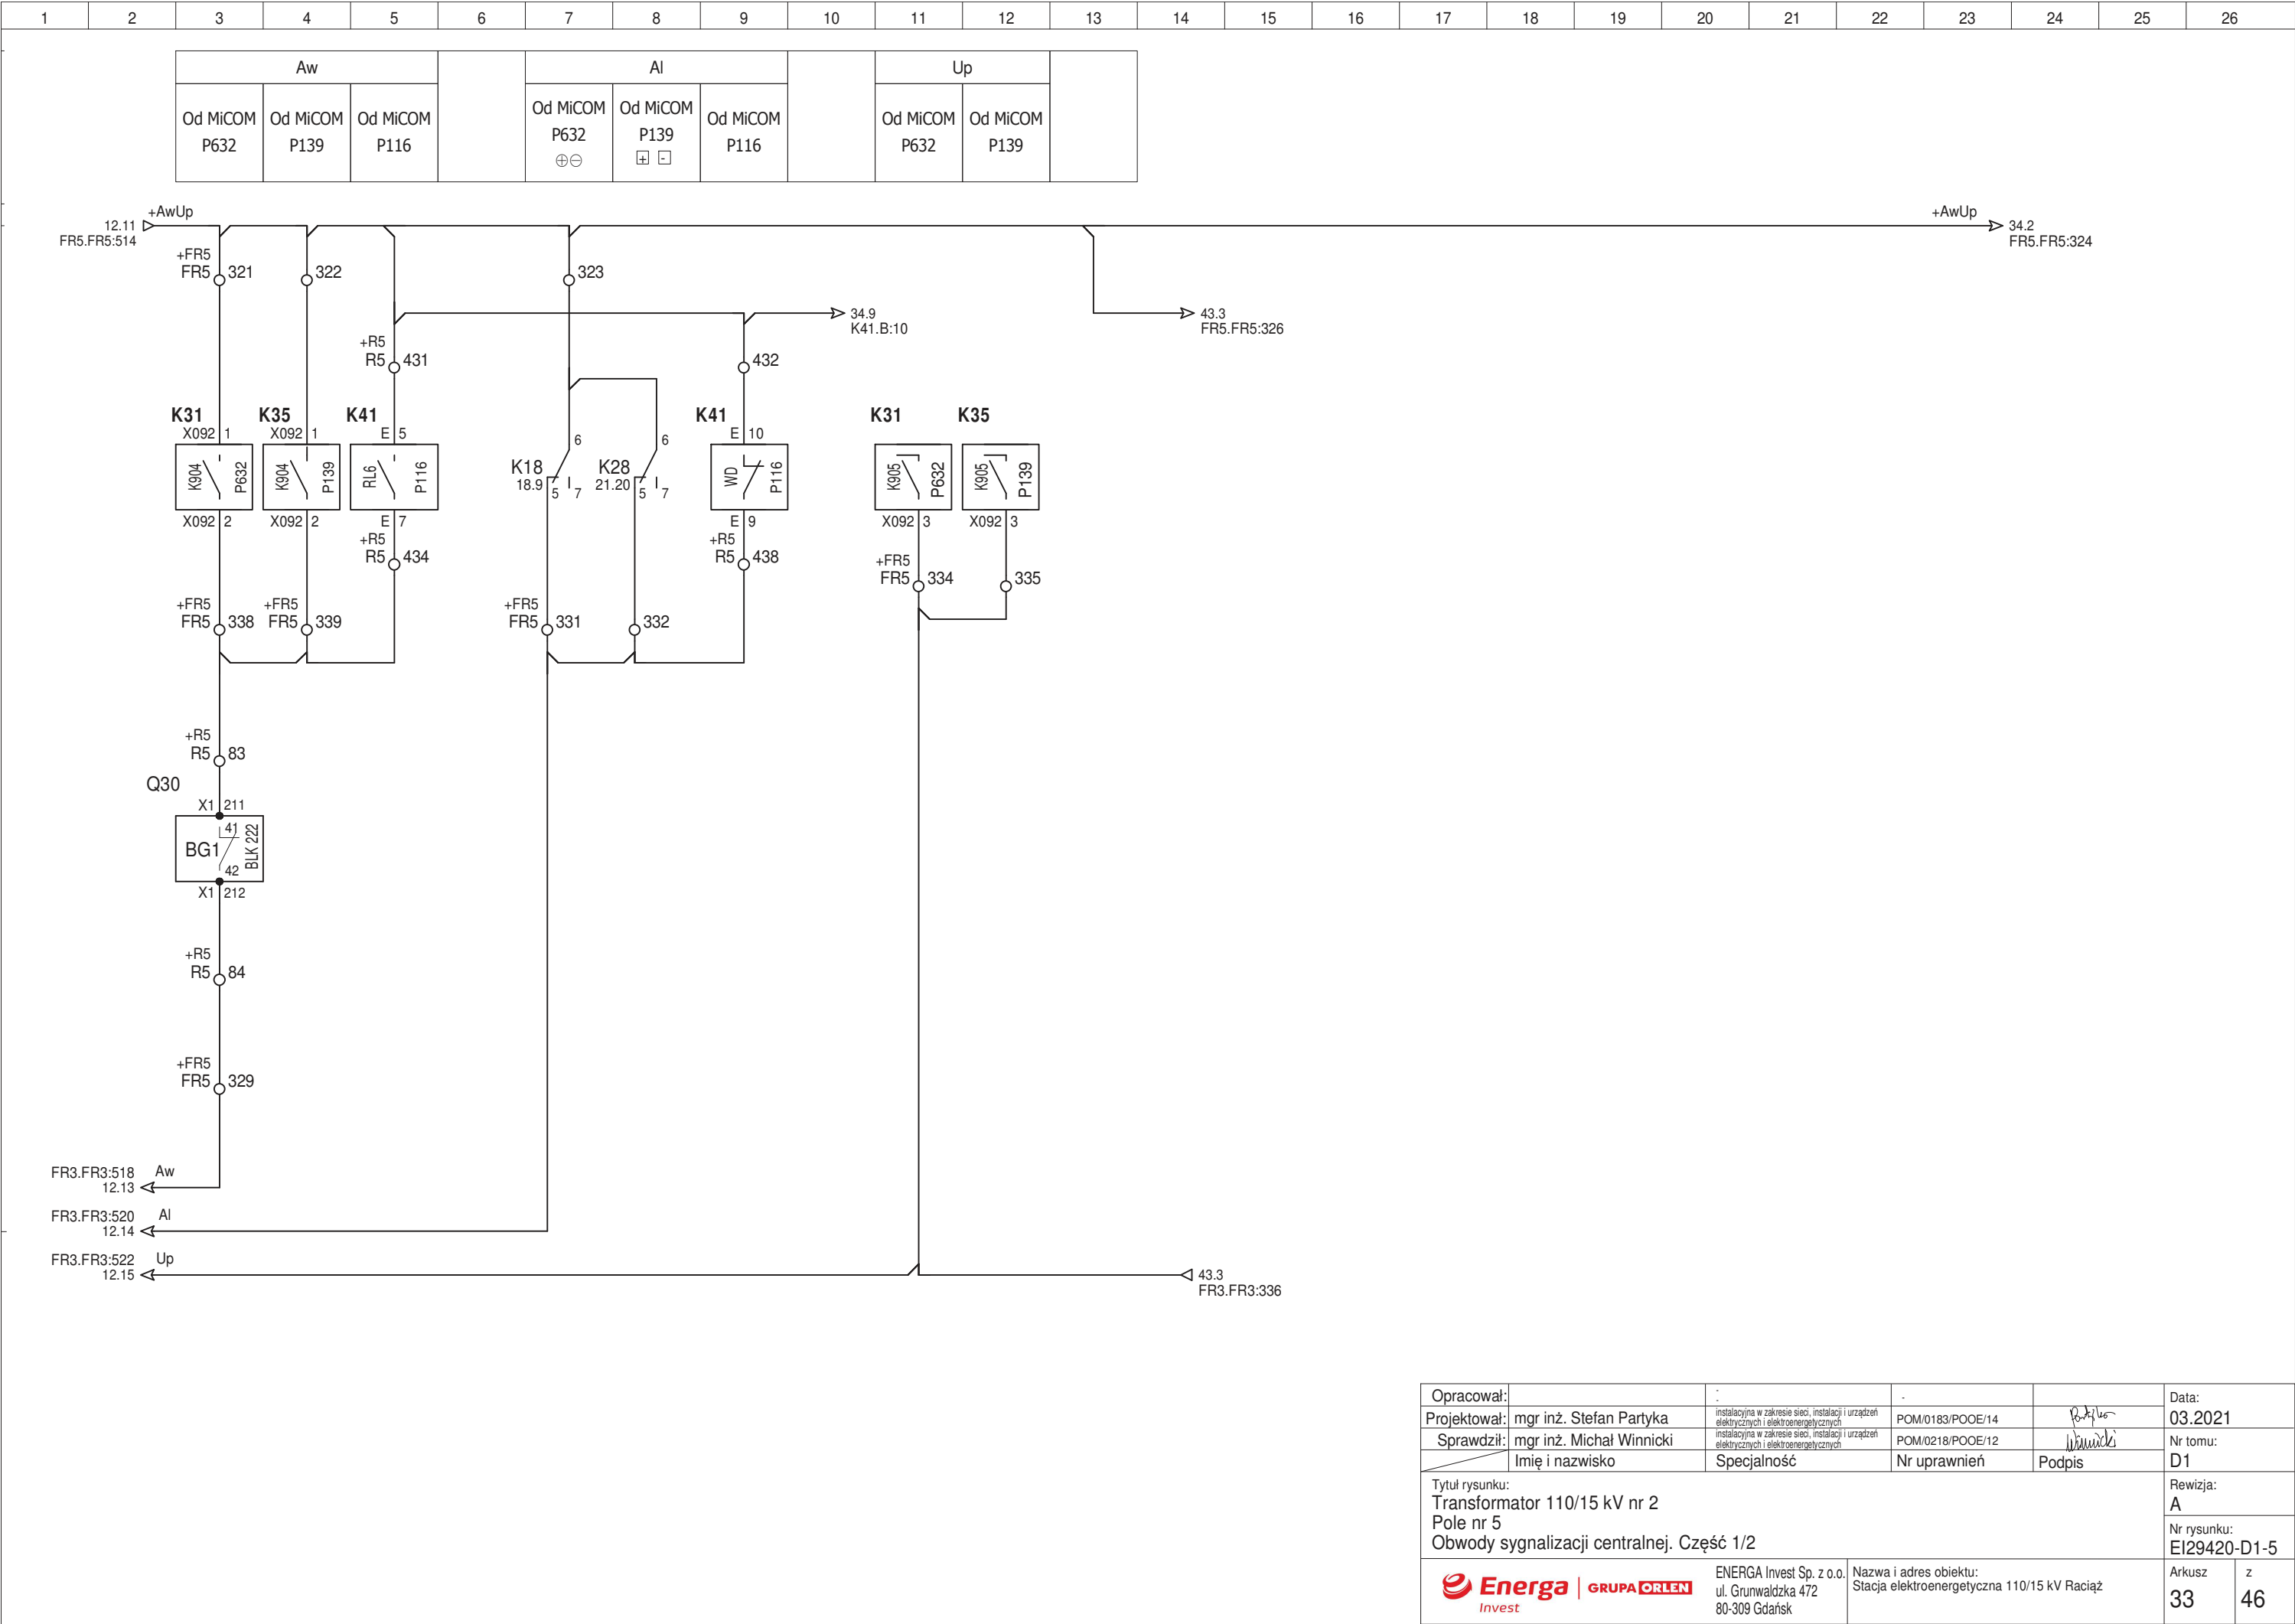 1 2 3 4 5 6 7 8 9 10 11 12 13 14 15 16 17 18 19 20 21 22 23 24 25 26
Aw
Al
Up
Od MiCOM P632
Od MiCOM P139
Od MiCOM P116
Od MiCOM P632
⊕⊖
Od MiCOM P139
+ -
Od MiCOM P116
Od MiCOM P632
Od MiCOM P139
+AwUp
12.11
FR5.FR5:514
+AwUp
34.2
FR5.FR5:324
+FR5
FR5 321
322
323
34.9
K41.B:10
43.3
FR5.FR5:326
+R5
R5 431
432
K31
X092 1
K904
P632
X092 2
K35
X092 1
K904
P139
X092 2
K41
E 5
RL6
P116
E 7
K18
18.9
6
5 7
K28
21.20
6
5 7
K41
E 10
WD
P116
E 9
K31
K905
P632
X092 3
K35
K905
P139
X092 3
+R5
R5 434
+R5
R5 438
+FR5
FR5 334
335
+FR5
FR5 338
+FR5
FR5 339
+FR5
FR5 331
332
+R5
R5 83
Q30
X1 211
41
BG1
BLK 222
42
X1 212
+R5
R5 84
+FR5
FR5 329
FR3.FR3:518 Aw
12.13
FR3.FR3:520 Al
12.14
FR3.FR3:522 Up
12.15
43.3
FR3.FR3:336
Opracował:
Projektował: mgr inż. Stefan Partyka
instalacyjna w zakresie sieci, instalacji i urządzeń
elektrycznych i elektroenergetycznych
POM/0183/POOE/14
Sprawdził: mgr inż. Michał Winnicki
instalacyjna w zakresie sieci, instalacji i urządzeń
elektrycznych i elektroenergetycznych
POM/0218/POOE/12
Winnicki
Imię i nazwisko Specjalność Nr uprawnień Podpis
Data:
03.2021
Nr tomu:
D1
Tytuł rysunku:
Transformator 110/15 kV nr 2
Pole nr 5
Obwody sygnalizacji centralnej. Część 1/2
Rewizja:
A
Nr rysunku:
EI29420-D1-5
Energa
Invest
GRUPA ORLEN
ENERGA Invest Sp. z o.o.
ul. Grunwaldzka 472
80-309 Gdańsk
Nazwa i adres obiektu:
Stacja elektroenergetyczna 110/15 kV Raciąż
Arkusz z
33 46